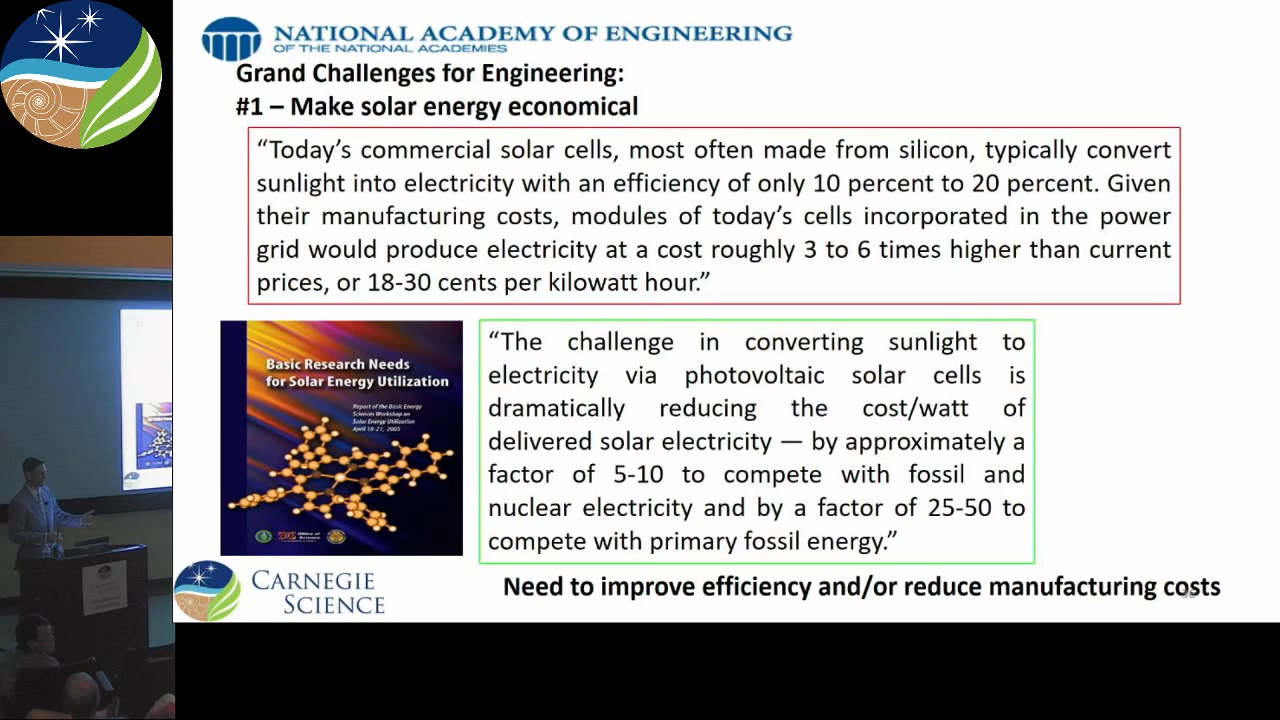 NATIONAL ACADEMY OF ENGINEERING
OF THE NATIONAL ACADEMIES
Grand Challenges for Engineering:
#1 – Make solar energy economical
“Today’s commercial solar cells, most often made from silicon, typically convert
sunlight into electricity with an efficiency of only 10 percent to 20 percent. Given
their manufacturing costs, modules of today’s cells incorporated in the power
grid would produce electricity at a cost roughly 3 to 6 times higher than current
prices, or 18-30 cents per kilowatt hour.”
Basic Research Needs
for Solar Energy Utilization
Report of the Basic Energy
Sciences Workshop on
Solar Energy Utilization
April 18-21, 2005
Office of
Science
“The challenge in converting sunlight to
electricity via photovoltaic solar cells is
dramatically reducing the cost/watt of
delivered solar electricity — by approximately a
factor of 5-10 to compete with fossil and
nuclear electricity and by a factor of 25-50 to
compete with primary fossil energy.”
CARNEGIE
SCIENCE
Need to improve efficiency and/or reduce manufacturing costs